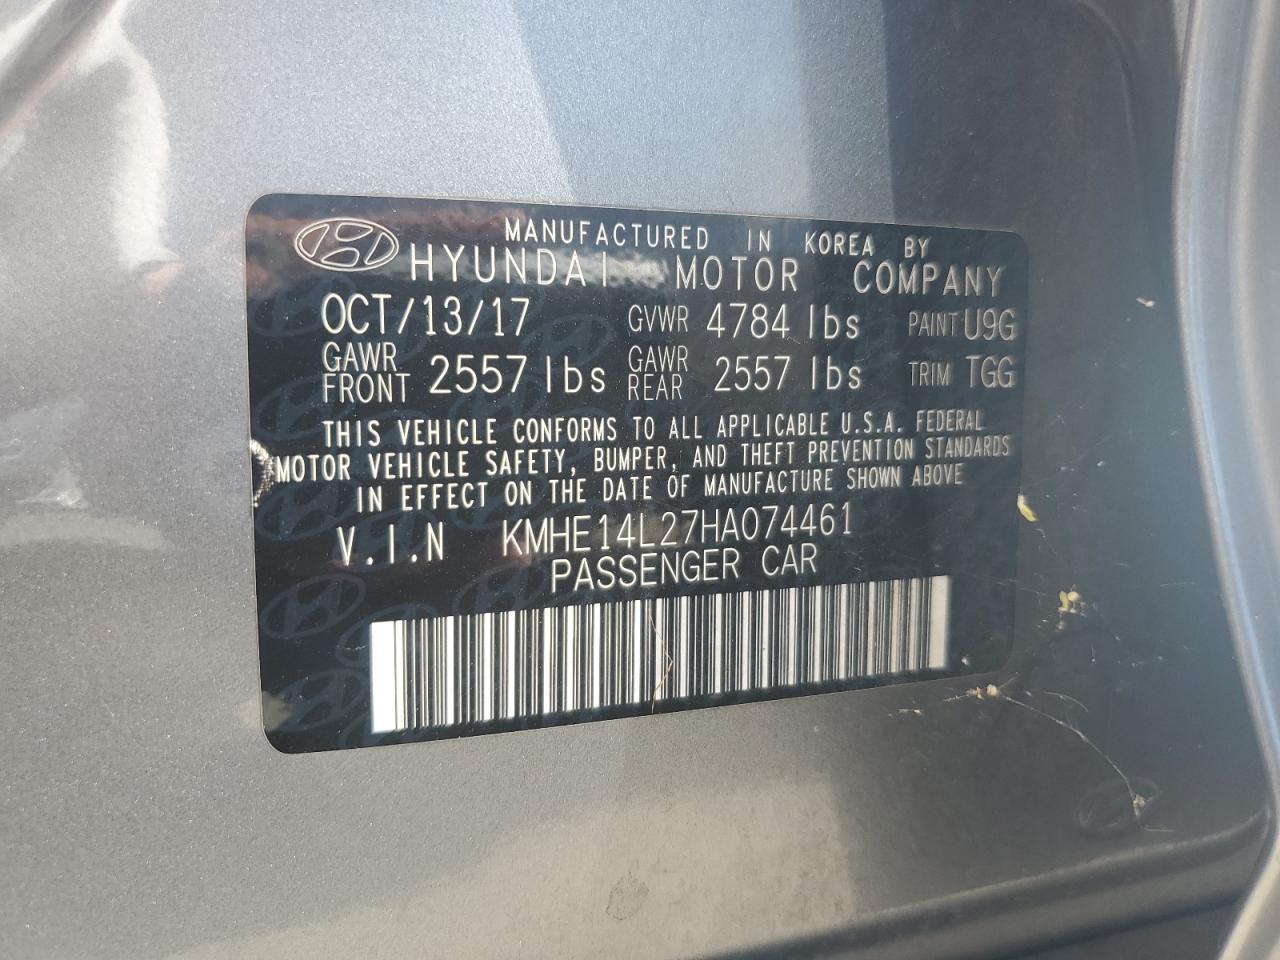 MANUFACTURED IN KOREA BY
HYUNDAI MOTOR COMPANY
OCT/13/17 GVWR 4784 lbs PAINT U9G
GAWR FRONT 2557 lbs GAWR REAR 2557 lbs TRIM TGG
THIS VEHICLE CONFORMS TO ALL APPLICABLE U.S.A. FEDERAL
MOTOR VEHICLE SAFETY, BUMPER, AND THEFT PREVENTION STANDARDS
IN EFFECT ON THE DATE OF MANUFACTURE SHOWN ABOVE
V.I.N KMHE14L27HA074461
PASSENGER CAR